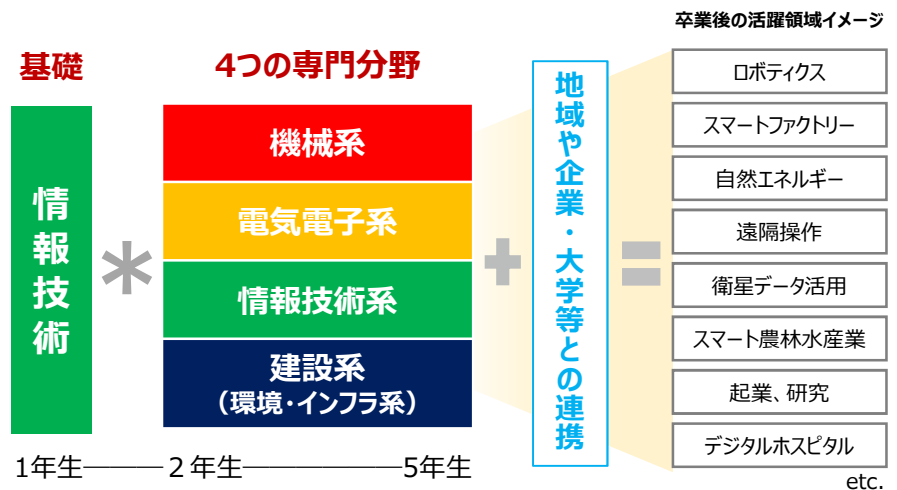 卒業後の活躍領域イメージ
基礎
4つの専門分野
情報技術
*
機械系
電気電子系
情報技術系
建設系
（環境・インフラ系）
+
地域や企業・大学等との連携
=
ロボティクス
スマートファクトリー
自然エネルギー
遠隔操作
衛星データ活用
スマート農林水産業
起業、研究
デジタルホスピタル
etc.
1年生―――２年生――――――5年生